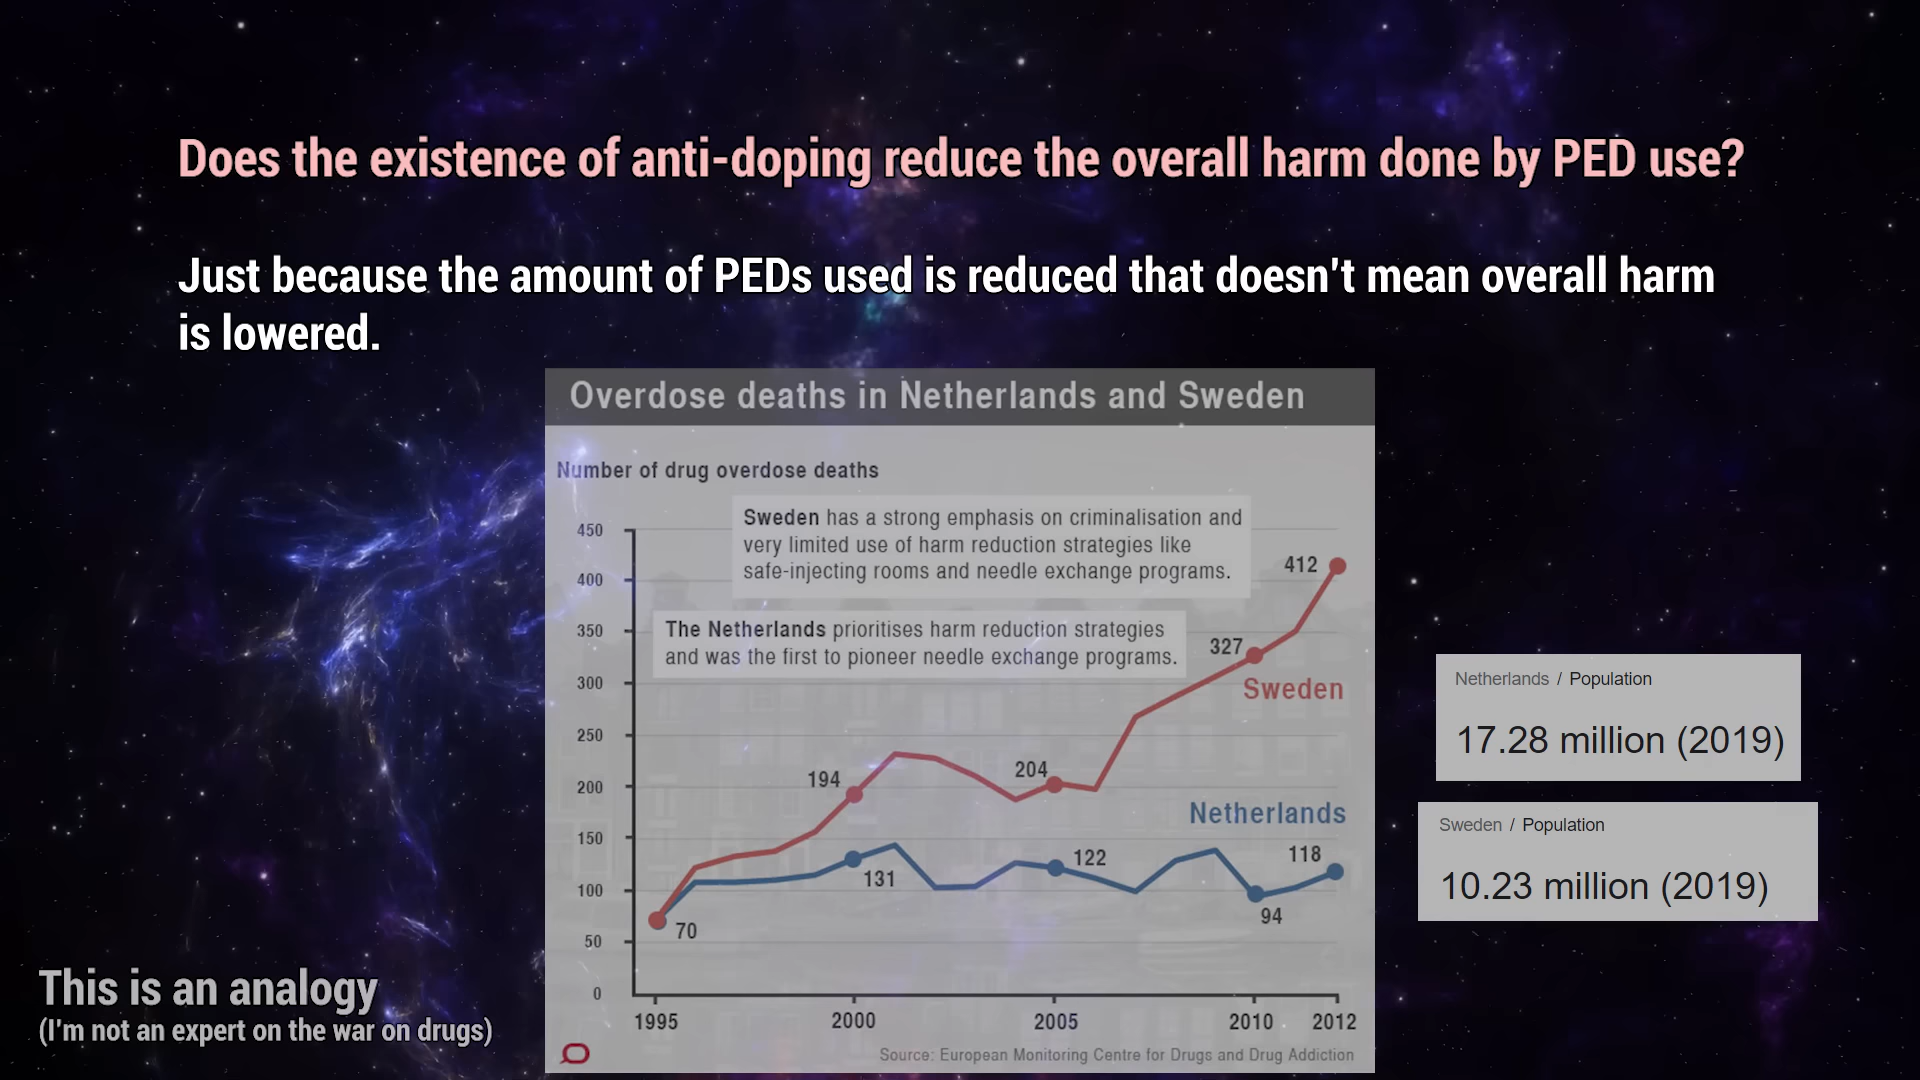 Does the existence of anti-doping reduce the overall harm done by PED use?
Just because the amount of PEDs used is reduced that doesn't mean overall harm
is lowered.
Overdose deaths in Netherlands and Sweden
Number of drug overdose deaths
Sweden has a strong emphasis on criminalisation and
very limited use of harm reduction strategies like
safe-injecting rooms and needle exchange programs.
The Netherlands prioritises harm reduction strategies
and was the first to pioneer needle exchange programs.
450
400
350
300
250
200
150
100
50
0
412
327
Sweden
194
204
Netherlands
131
122
118
94
70
1995
2000
2005
2010
2012
Source: European Monitoring Centre for Drugs and Drug Addiction
Netherlands / Population
17.28 million (2019)
Sweden / Population
10.23 million (2019)
This is an analogy
(I'm not an expert on the war on drugs)